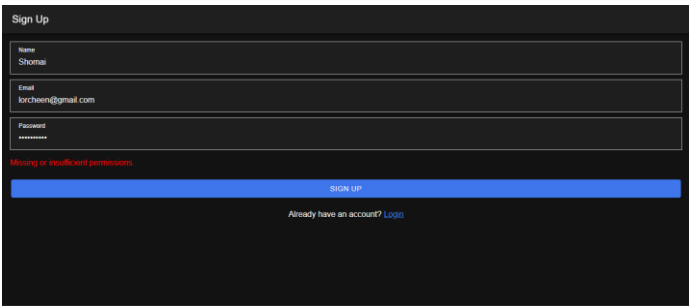 Sign Up
Name
Shomai
Email
lorcheen@gmail.com
Password
••••••••••
Missing or insufficient permissions.
SIGN UP
Already have an account? Login